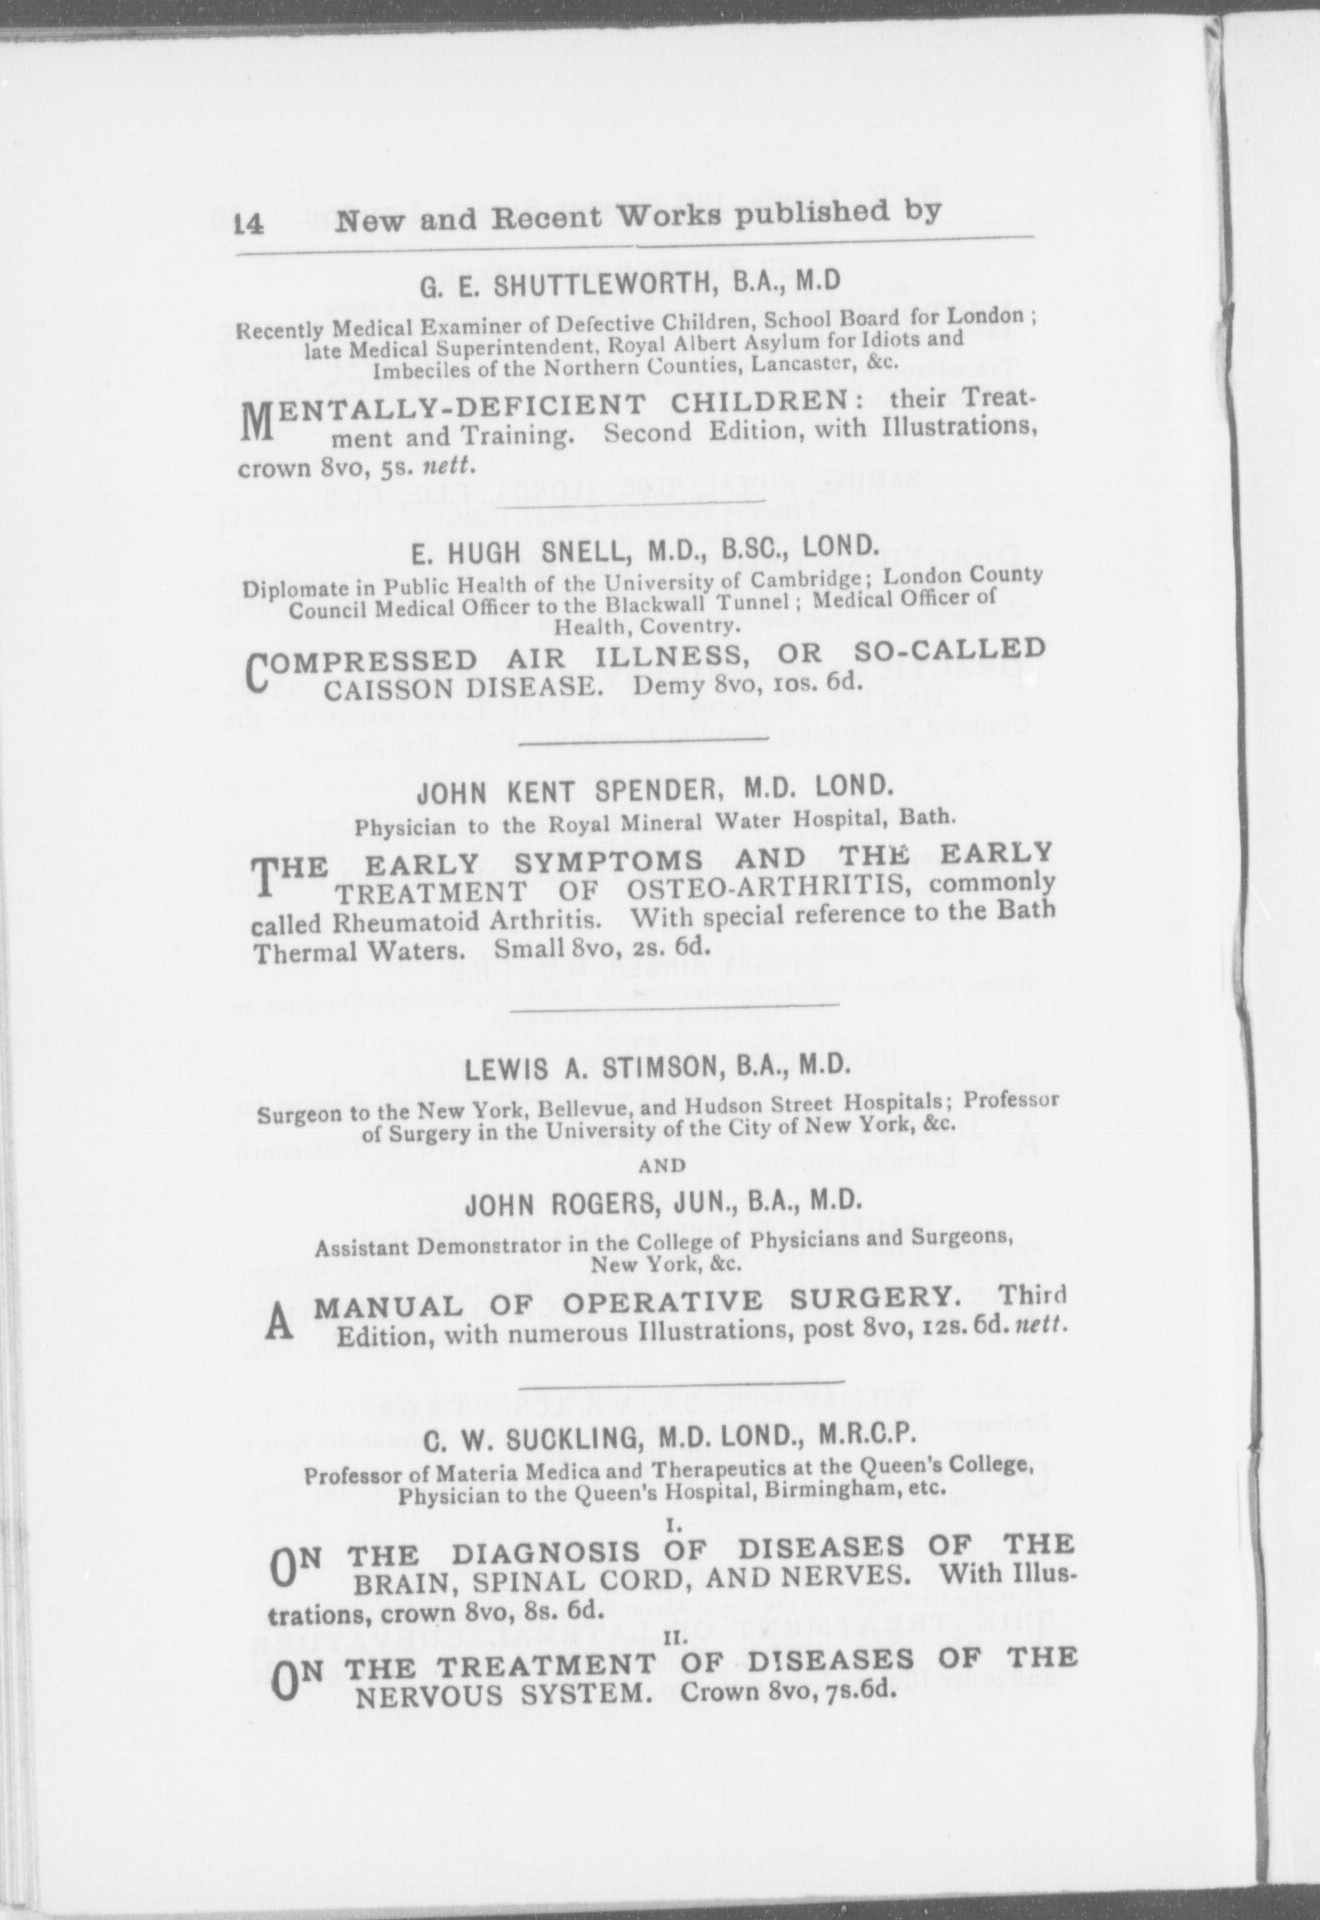 14 New and Recent Works published by
G. E. SHUTTLEWORTH, B.A., M.D
Recently Medical Examiner of Defective Children, School Board for London ;
late Medical Superintendent, Royal Albert Asylum for Idiots and
Imbeciles of the Northern Counties, Lancaster, &c.
MENTALLY-DEFICIENT CHILDREN: their Treat-
ment and Training. Second Edition, with Illustrations,
crown 8vo, 5s. nett.
E. HUGH SNELL, M.D., B.SC., LOND.
Diplomate in Public Health of the University of Cambridge; London County
Council Medical Officer to the Blackwall Tunnel; Medical Officer of
Health, Coventry.
COMPRESSED AIR ILLNESS, OR SO-CALLED
CAISSON DISEASE. Demy 8vo, 10s. 6d.
JOHN KENT SPENDER, M.D. LOND.
Physician to the Royal Mineral Water Hospital, Bath.
THE EARLY SYMPTOMS AND THE EARLY
TREATMENT OF OSTEO-ARTHRITIS, commonly
called Rheumatoid Arthritis. With special reference to the Bath
Thermal Waters. Small 8vo, 2s. 6d.
LEWIS A. STIMSON, B.A., M.D.
Surgeon to the New York, Bellevue, and Hudson Street Hospitals; Professor
of Surgery in the University of the City of New York, &c.
AND
JOHN ROGERS, JUN., B.A., M.D.
Assistant Demonstrator in the College of Physicians and Surgeons,
New York, &c.
A MANUAL OF OPERATIVE SURGERY. Third
Edition, with numerous Illustrations, post 8vo, 12s. 6d. nett.
C. W. SUCKLING, M.D. LOND., M.R.C.P.
Professor of Materia Medica and Therapeutics at the Queen's College,
Physician to the Queen's Hospital, Birmingham, etc.
I.
ON THE DIAGNOSIS OF DISEASES OF THE
BRAIN, SPINAL CORD, AND NERVES. With Illus-
trations, crown 8vo, 8s. 6d.
II.
ON THE TREATMENT OF DISEASES OF THE
NERVOUS SYSTEM. Crown 8vo, 7s.6d.